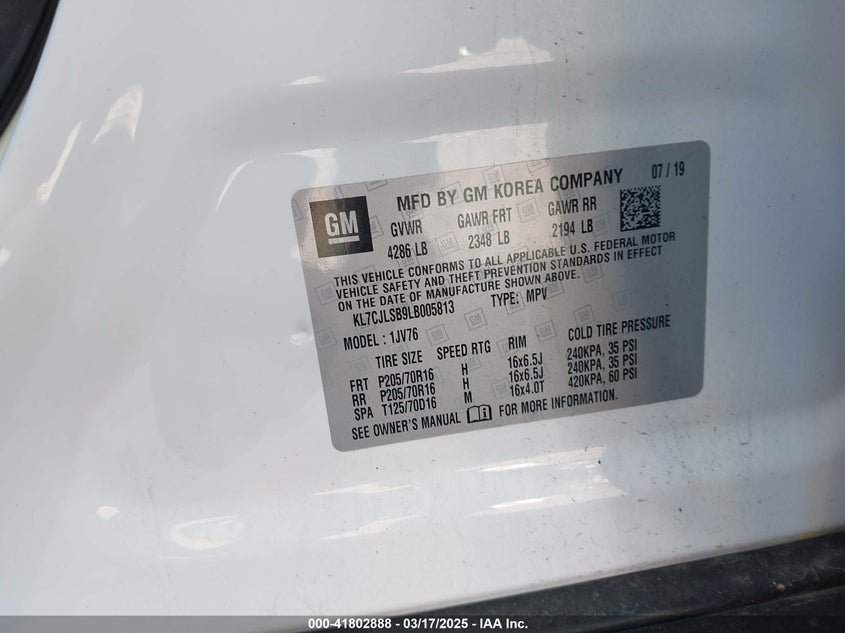 GM
MFD BY GM KOREA COMPANY 07/19
GVWR GAWR FRT GAWR RR
4286 LB 2348 LB 2194 LB
THIS VEHICLE CONFORMS TO ALL APPLICABLE U.S. FEDERAL MOTOR
VEHICLE SAFETY AND THEFT PREVENTION STANDARDS IN EFFECT
ON THE DATE OF MANUFACTURE SHOWN ABOVE.
KL7CJLSB9LB005813 TYPE: MPV
MODEL : 1JV76
TIRE SIZE SPEED RTG RIM COLD TIRE PRESSURE
FRT P205/70R16 H 16x6.5J 240KPA, 35 PSI
RR P205/70R16 H 16x6.5J 240KPA, 35 PSI
SPA T125/70D16 M 16x4.0T 420KPA, 60 PSI
SEE OWNER'S MANUAL FOR MORE INFORMATION.
000-41802888 - 03/17/2025 - IAA Inc.